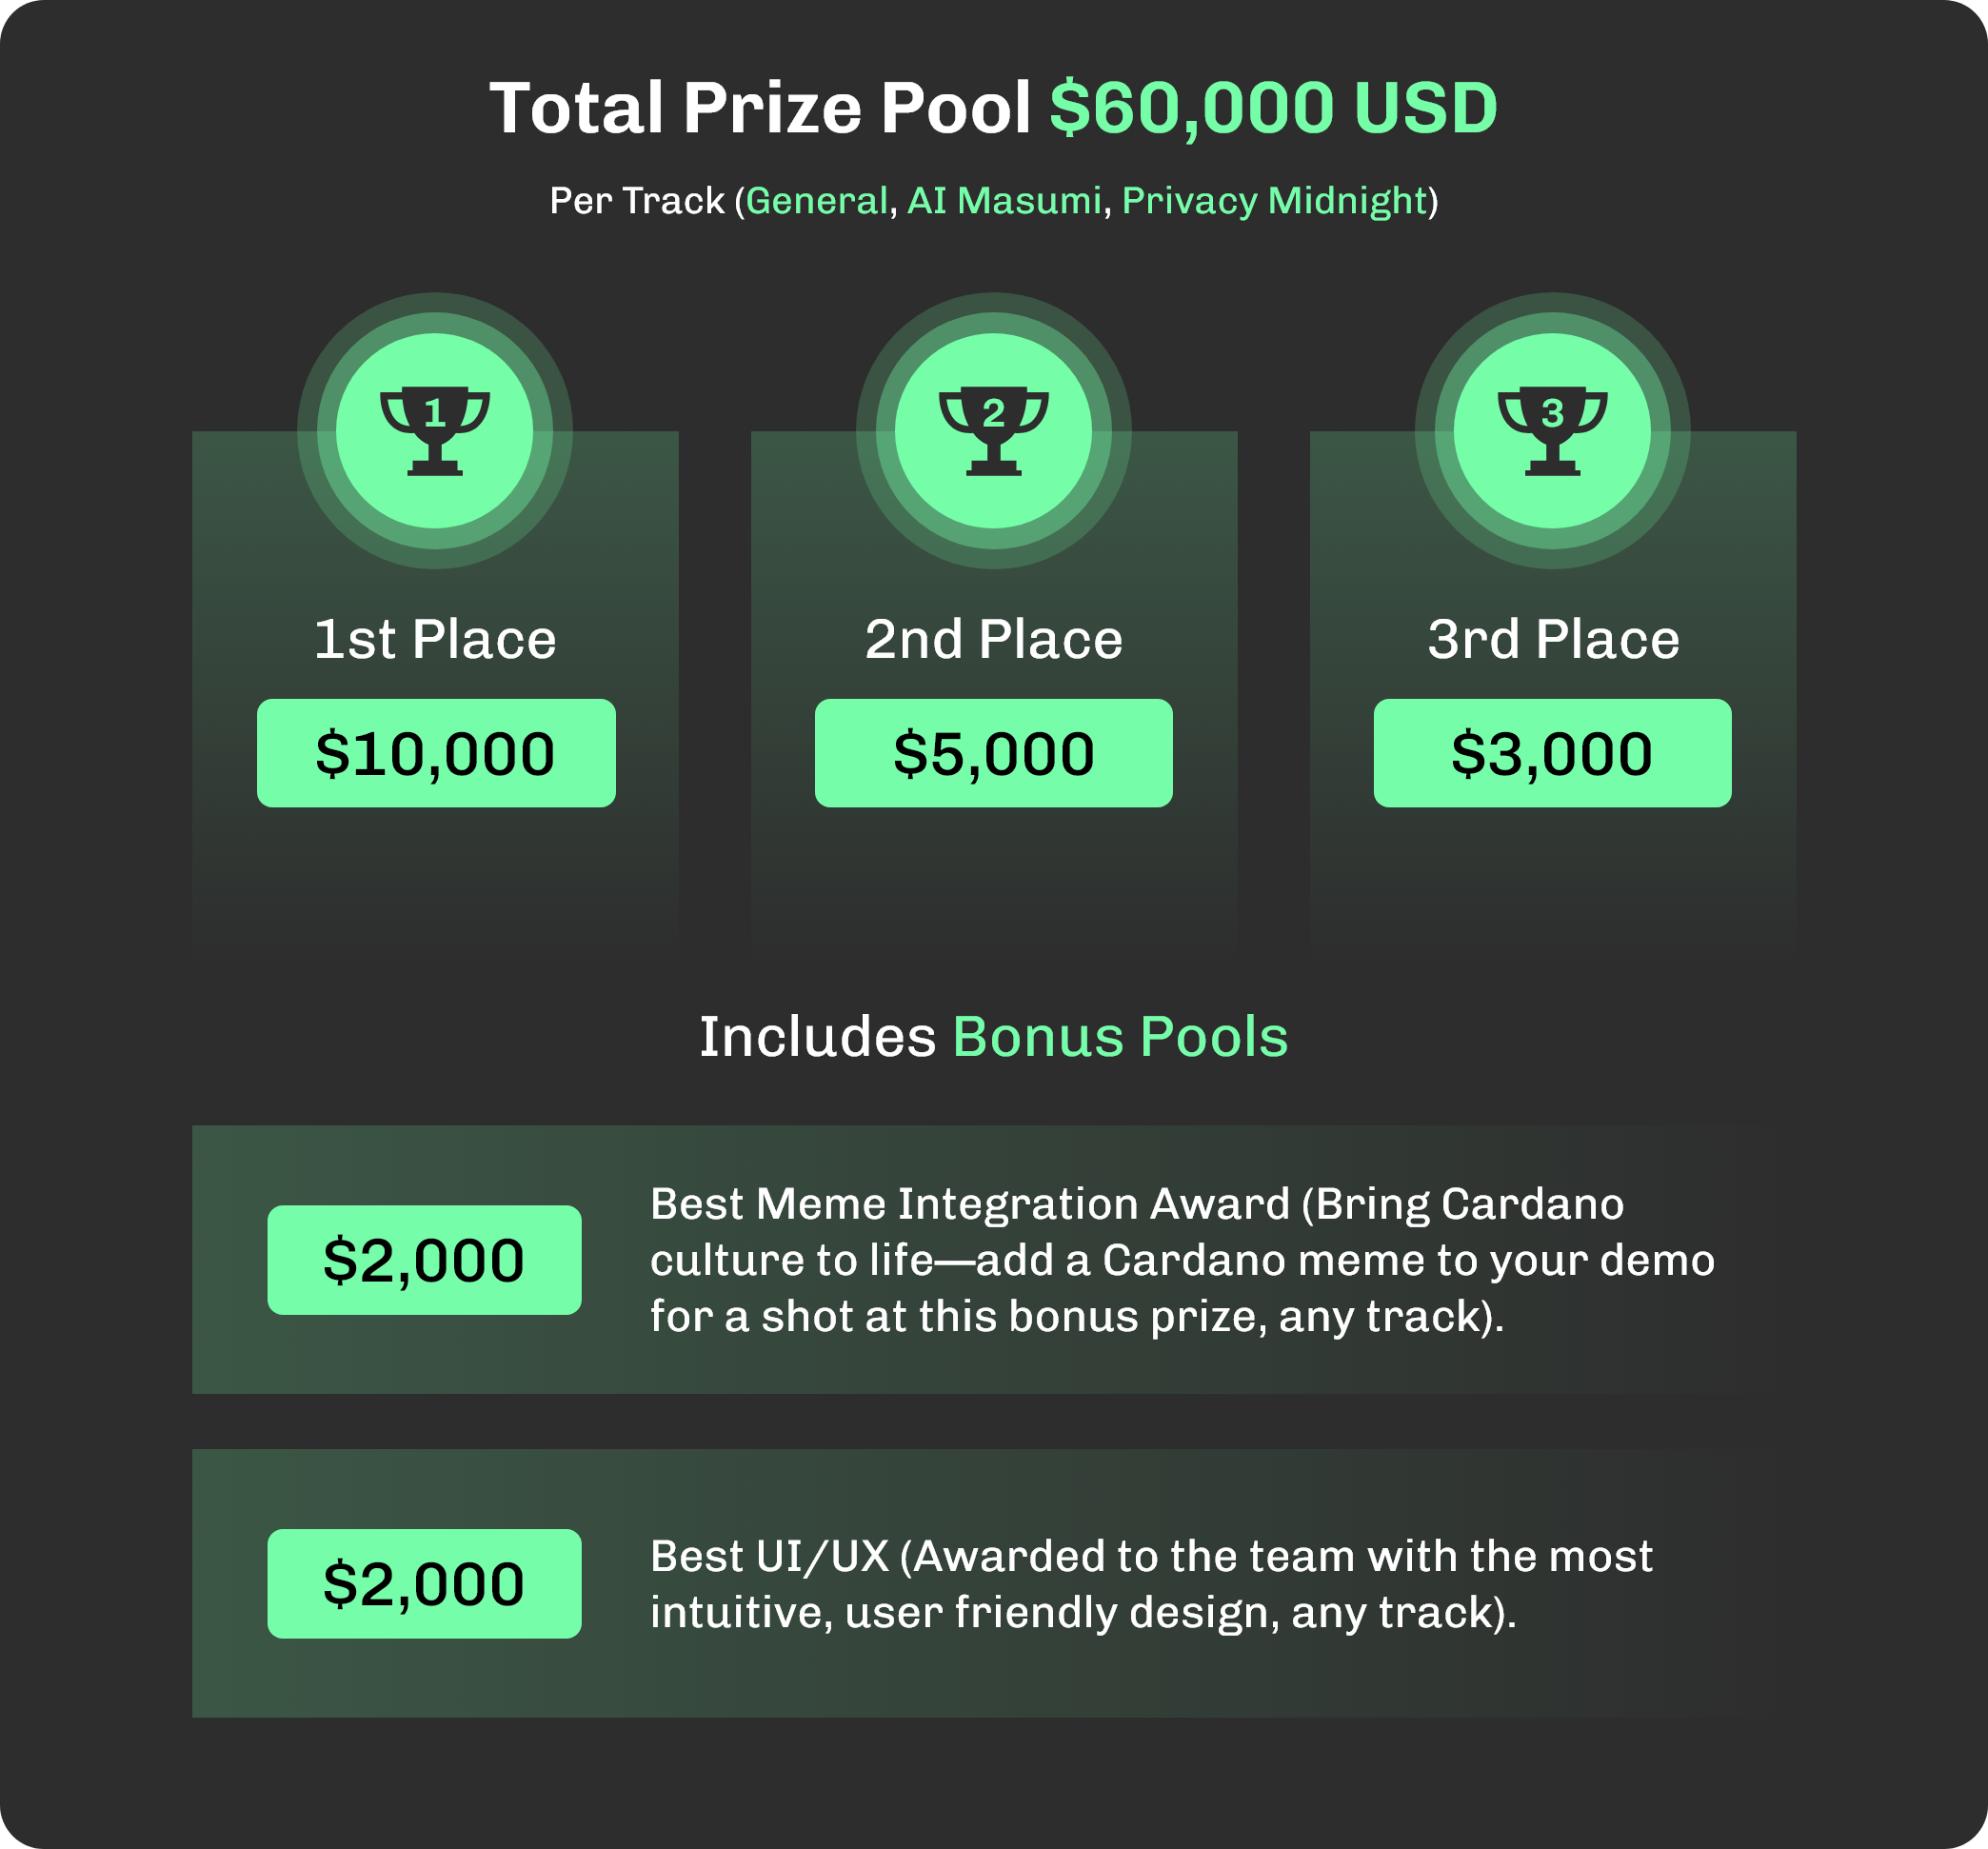 Total Prize Pool $60,000 USD
Per Track (General, AI Masumi, Privacy Midnight)
1
2
3
1st Place
2nd Place
3rd Place
$10,000
$5,000
$3,000
Includes Bonus Pools
$2,000
Best Meme Integration Award (Bring Cardano
culture to life—add a Cardano meme to your demo
for a shot at this bonus prize, any track).
$2,000
Best UI/UX (Awarded to the team with the most
intuitive, user friendly design, any track).